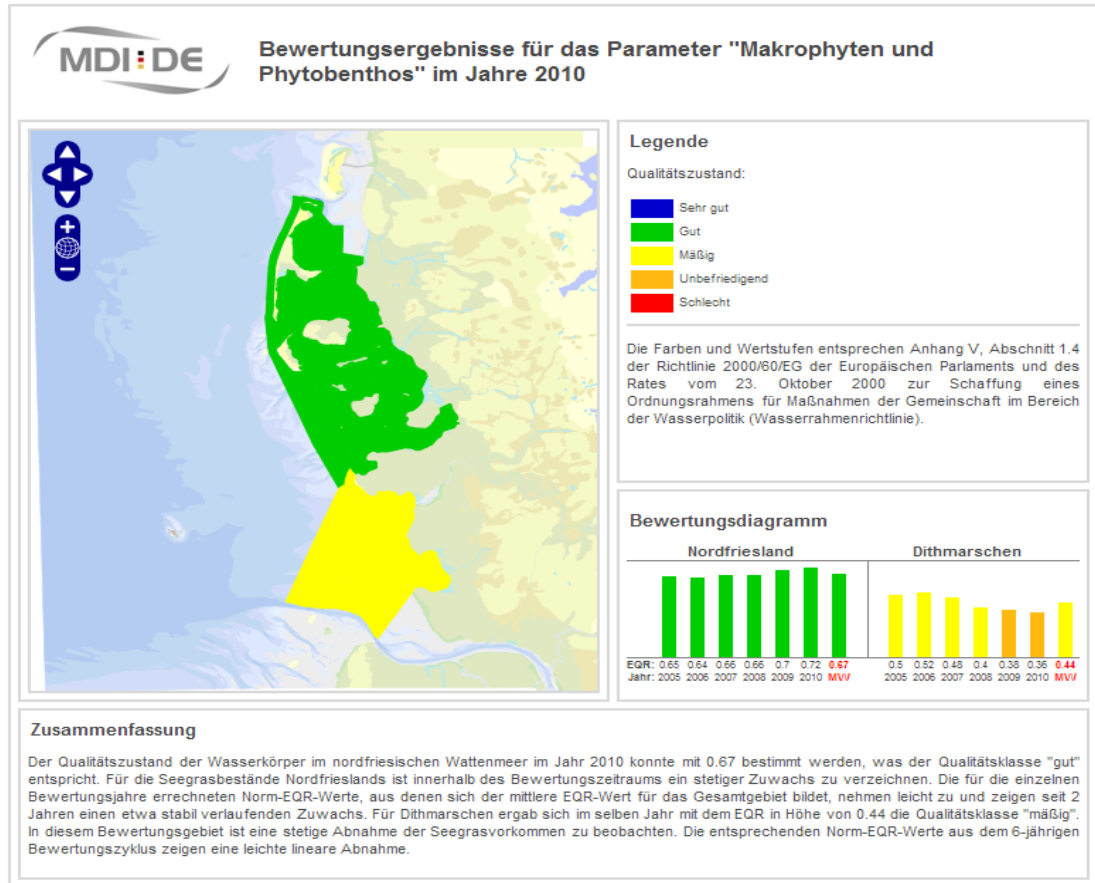 MDI:DE
Bewertungsergebnisse für das Parameter "Makrophyten und
Phytobenthos" im Jahre 2010
Legende
Qualitätszustand:
Sehr gut
Gut
Mäßig
Unbefriedigend
Schlecht
Die Farben und Wertstufen entsprechen Anhang V, Abschnitt 1.4
der Richtlinie 2000/60/EG der Europäischen Parlaments und des
Rates vom 23. Oktober 2000 zur Schaffung eines
Ordnungsrahmens für Maßnahmen der Gemeinschaft im Bereich
der Wasserpolitik (Wasserrahmenrichtlinie).
Bewertungsdiagramm
Nordfriesland Dithmarschen
EQR: 0.65 0.64 0.66 0.66 0.7 0.72 0.67 0.5 0.52 0.48 0.4 0.38 0.36 0.44
Jahr: 2005 2006 2007 2008 2009 2010 MW 2005 2006 2007 2008 2009 2010 MW
Zusammenfassung
Der Qualitätszustand der Wasserkörper im nordfriesischen Wattenmeer im Jahr 2010 konnte mit 0.67 bestimmt werden, was der Qualitätsklasse "gut"
entspricht. Für die Seegrasbestände Nordfrieslands ist innerhalb des Bewertungszeitraums ein stetiger Zuwachs zu verzeichnen. Die für die einzelnen
Bewertungsjahre errechneten Norm-EQR-Werte, aus denen sich der mittlere EQR-Wert für das Gesamtgebiet bildet, nehmen leicht zu und zeigen seit 2
Jahren einen etwa stabil verlaufenden Zuwachs. Für Dithmarschen ergab sich im selben Jahr mit dem EQR in Höhe von 0.44 die Qualitätsklasse "mäßig".
In diesem Bewertungsgebiet ist eine stetige Abnahme der Seegrasvorkommen zu beobachten. Die entsprechenden Norm-EQR-Werte aus dem 6-jährigen
Bewertungszyklus zeigen eine leichte lineare Abnahme.